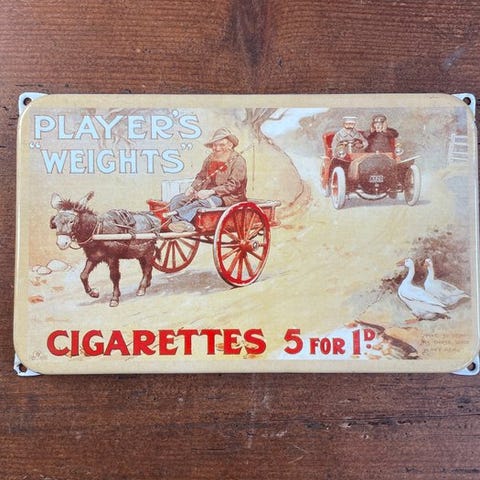 PLAYER'S
"WEIGHTS"
CIGARETTES 5 FOR 1D.